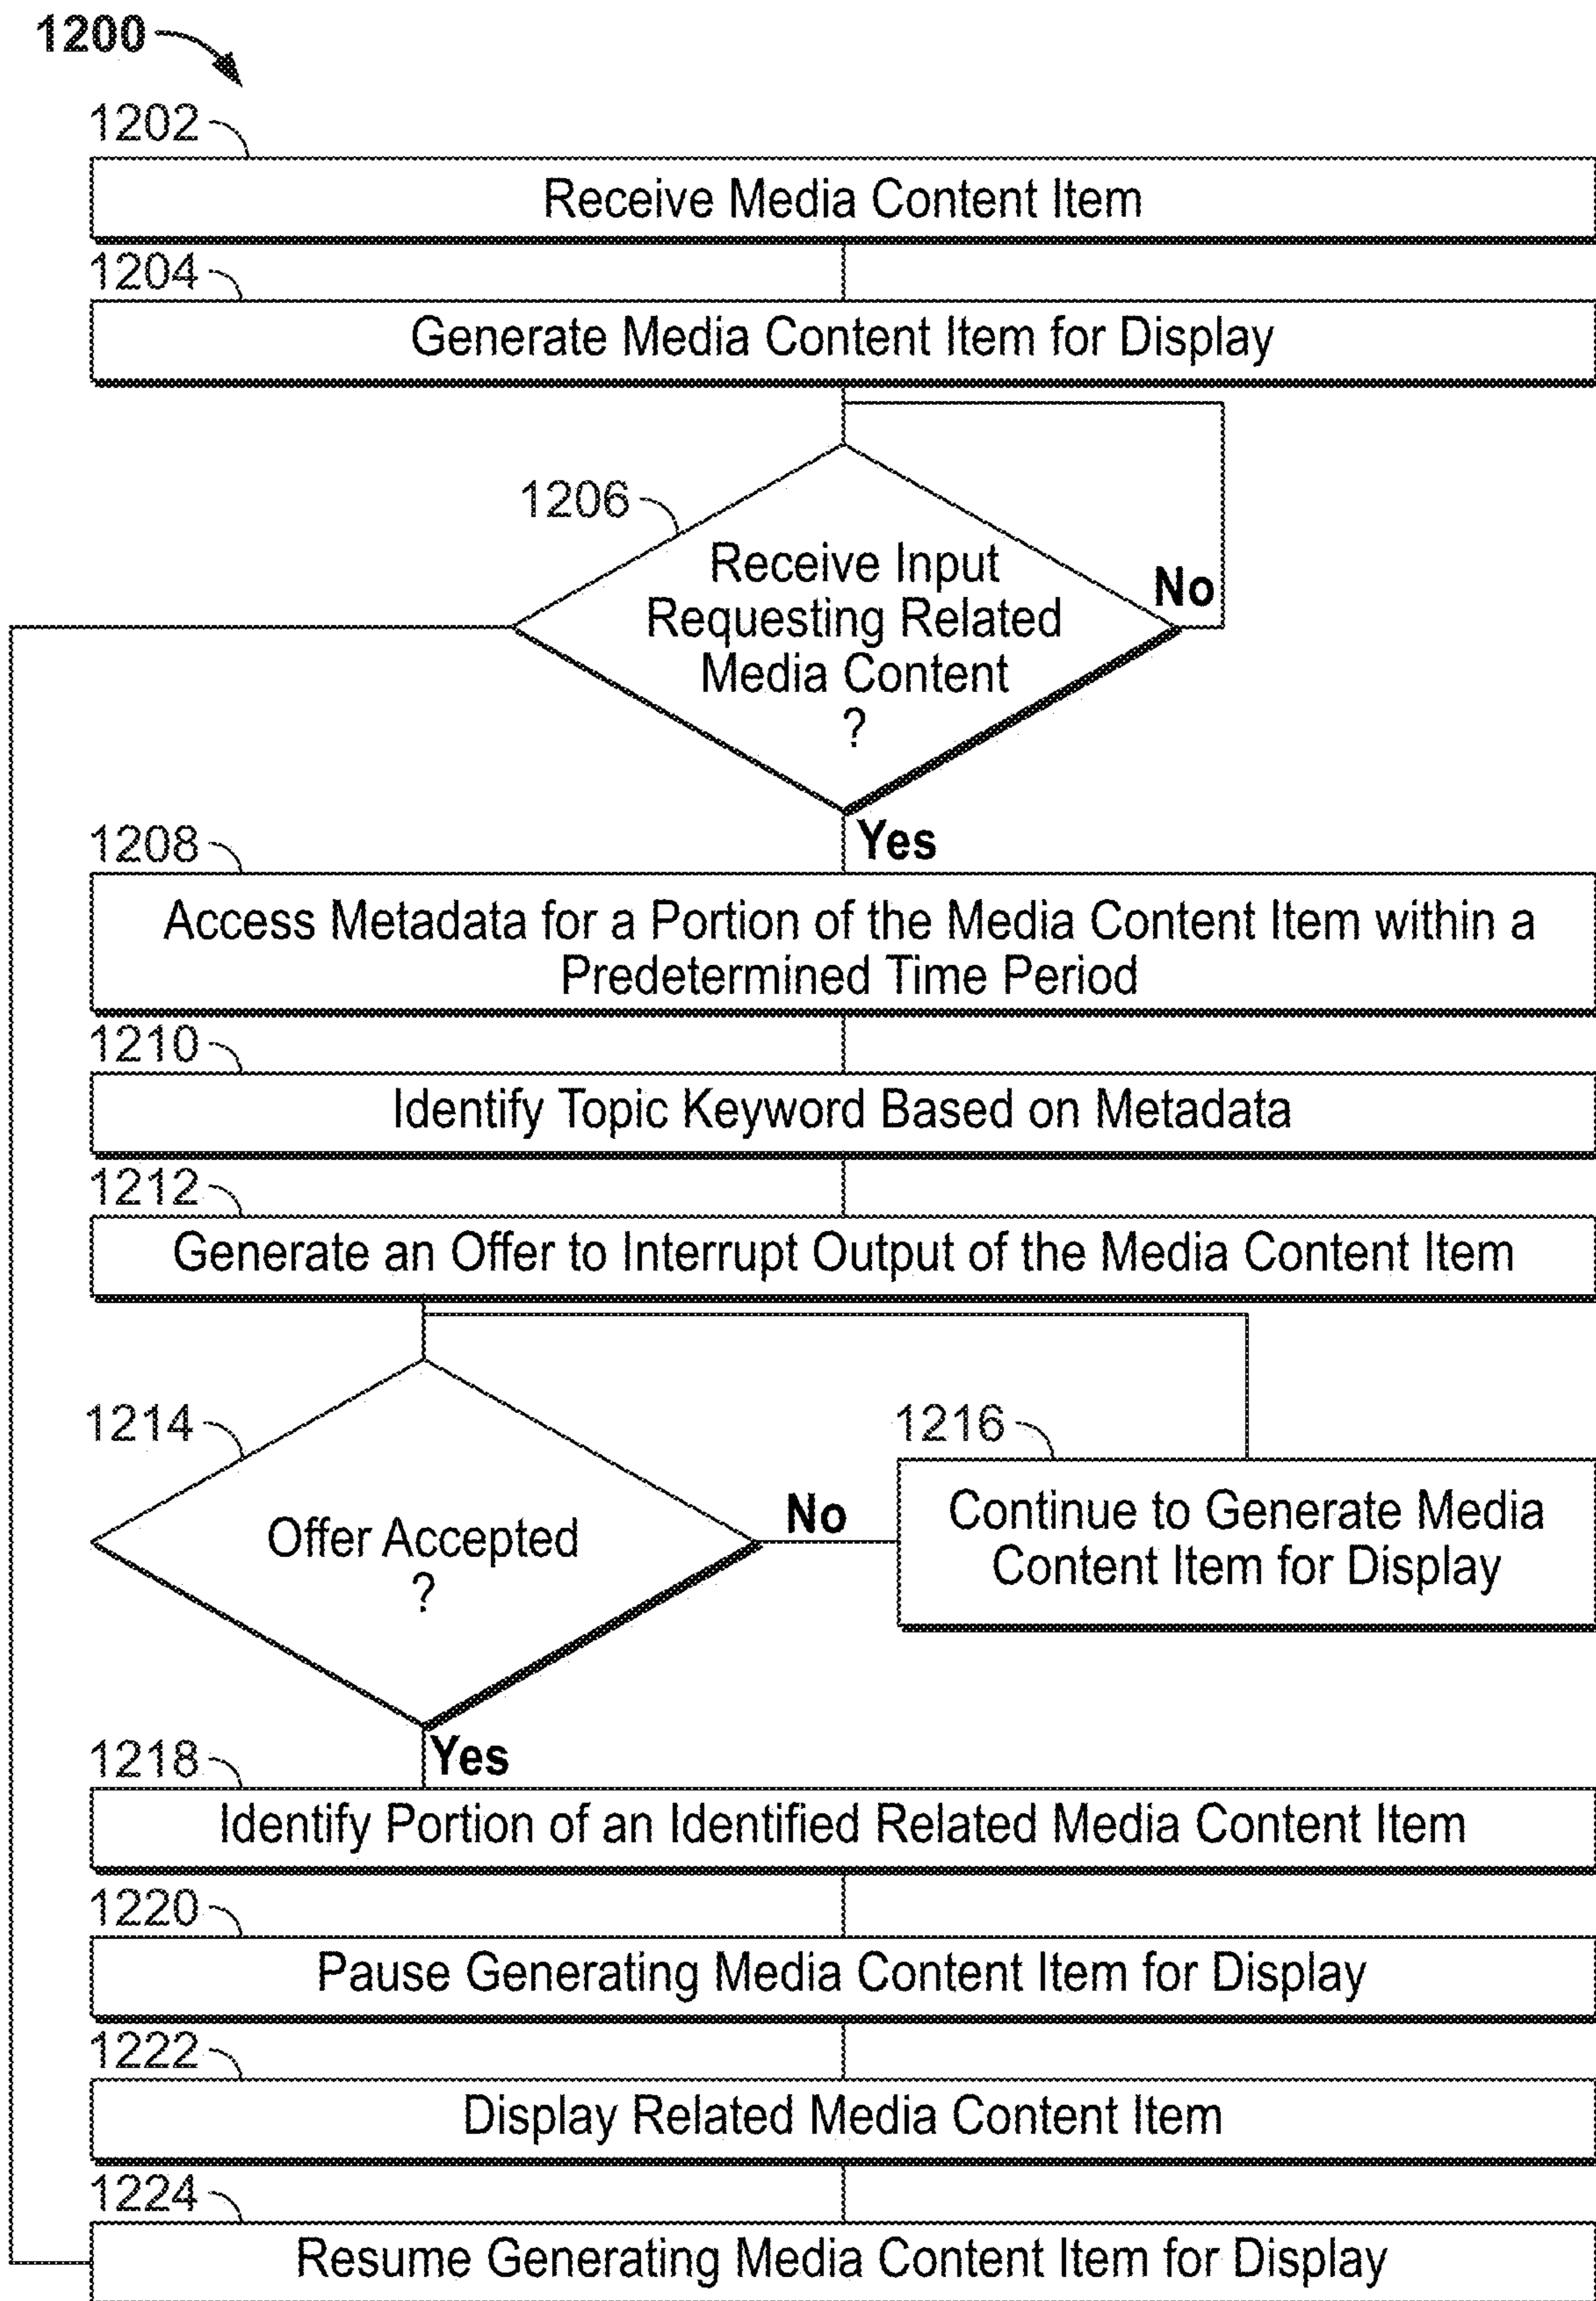 1200
1202
Receive Media Content Item
1204
Generate Media Content Item for Display
1206
Receive Input
Requesting Related
Media Content
?
No
Yes
1208
Access Metadata for a Portion of the Media Content Item within a
Predetermined Time Period
1210
Identify Topic Keyword Based on Metadata
1212
Generate an Offer to Interrupt Output of the Media Content Item
1214
Offer Accepted
?
No
1216
Continue to Generate Media
Content Item for Display
Yes
1218
Identify Portion of an Identified Related Media Content Item
1220
Pause Generating Media Content Item for Display
1222
Display Related Media Content Item
1224
Resume Generating Media Content Item for Display